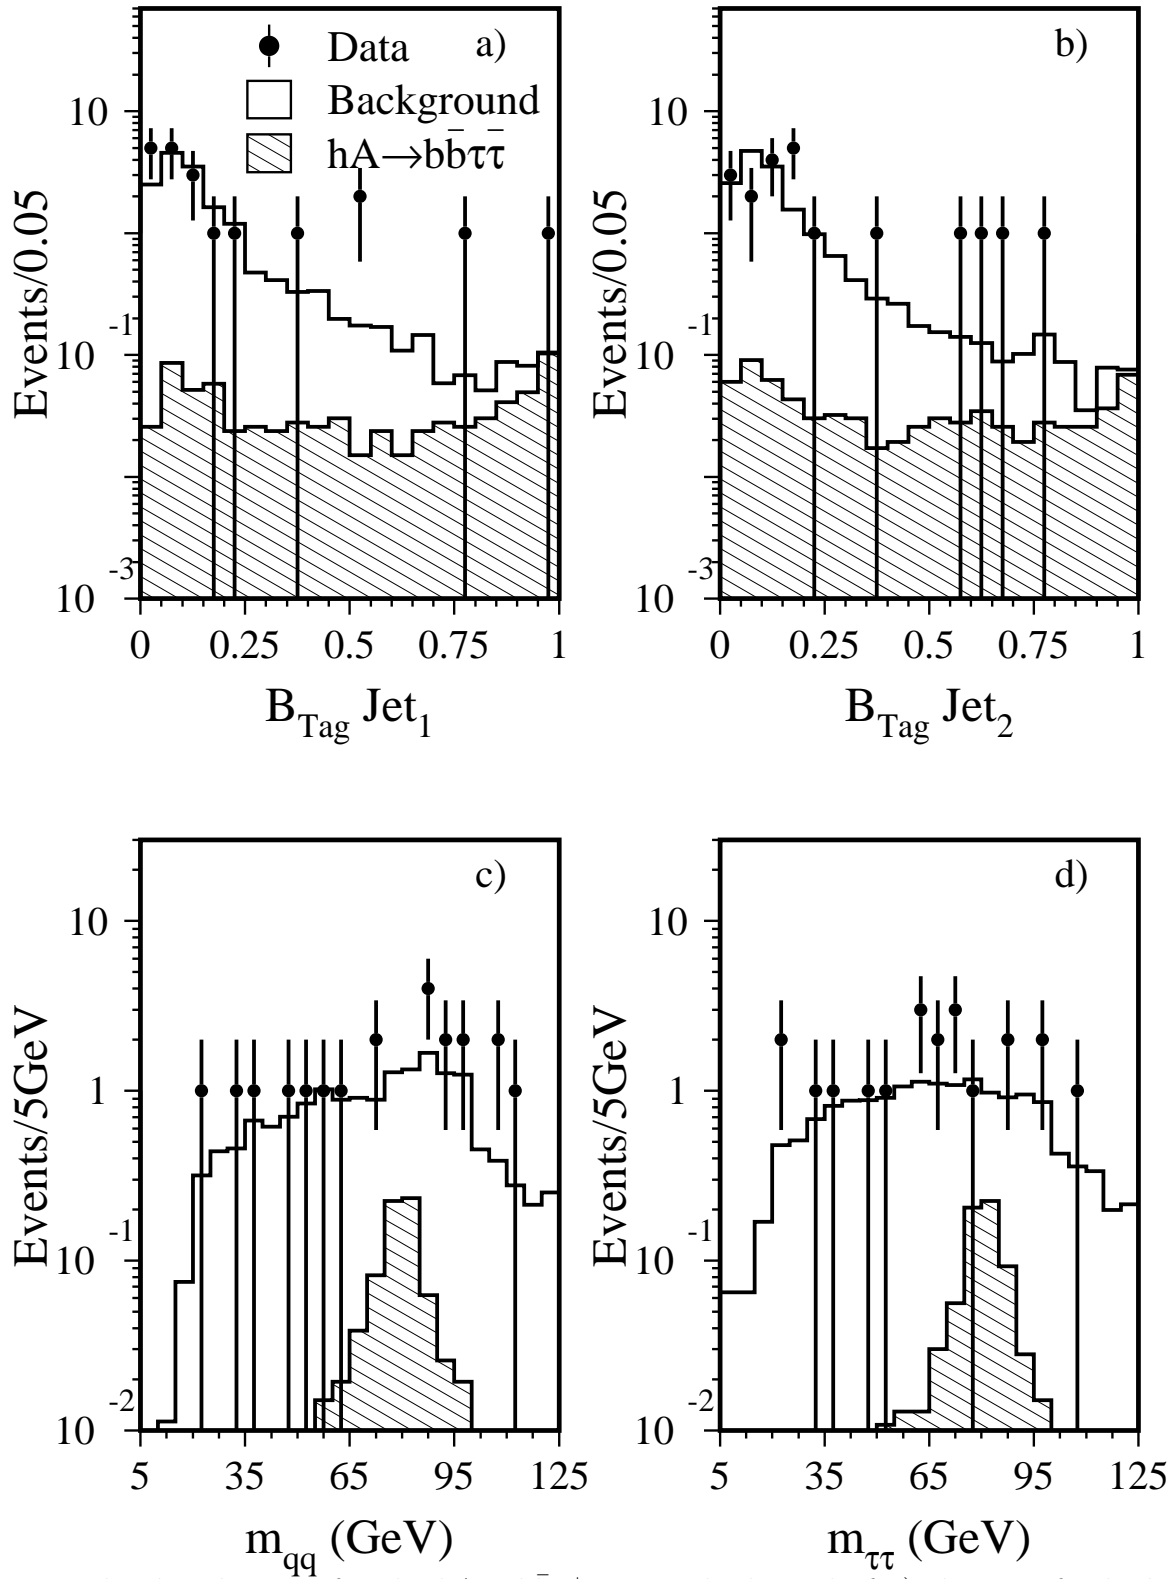 a)
Data
Background
hA→bb̄ττ̄
Events/0.05
10
10 -1
10 -3
0 0.25 0.5 0.75 1
B_Tag Jet_1
b)
Events/0.05
10
10 -1
10 -3
0 0.25 0.5 0.75 1
B_Tag Jet_2
c)
Events/5GeV
10
1
10 -1
10 -2
5 35 65 95 125
m_qq (GeV)
d)
Events/5GeV
10
1
10 -1
10 -2
5 35 65 95 125
m_ττ (GeV)